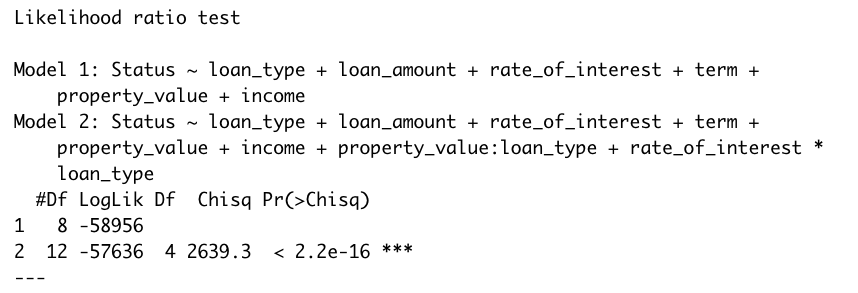 Likelihood ratio test
Model 1: Status ~ loan_type + loan_amount + rate_of_interest + term +
property_value + income
Model 2: Status ~ loan_type + loan_amount + rate_of_interest + term +
property_value + income + property_value:loan_type + rate_of_interest *
loan_type
#Df LogLik Df Chisq Pr(>Chisq)
1 8 -58956
2 12 -57636 4 2639.3 < 2.2e-16 ***
---